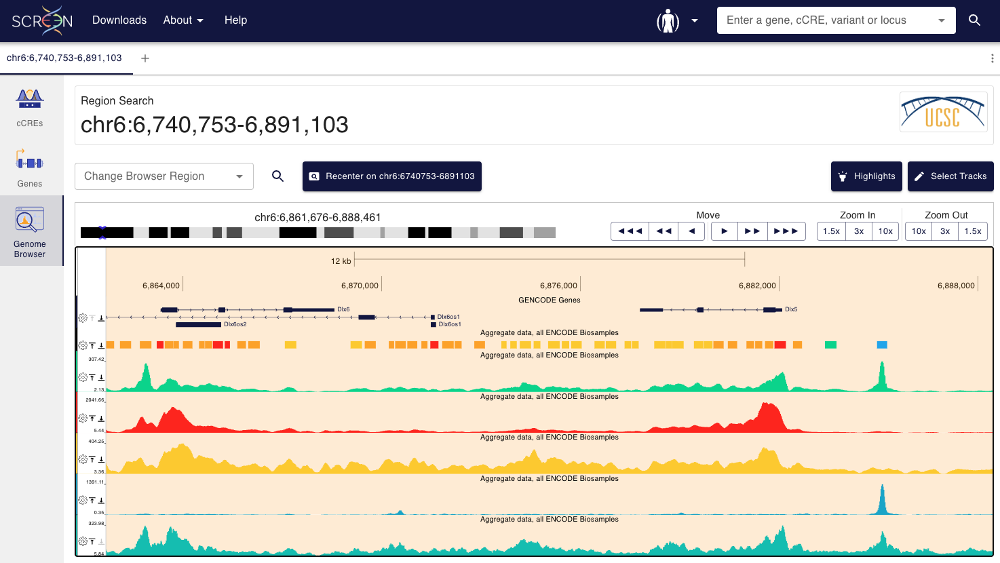 SCREEN
Downloads
About
Help
Enter a gene, cCRE, variant or locus
chr6:6,740,753-6,891,103
+
cCREs
Genes
Genome
Browser
Region Search
chr6:6,740,753-6,891,103
UCSC
Change Browser Region
Recenter on chr6:6740753-6891103
Highlights
Select Tracks
chr6:6,861,676-6,888,461
Move
Zoom In
1.5x
3x
10x
Zoom Out
10x
3x
1.5x
12 kb
6,864,000
6,870,000
6,876,000
6,882,000
6,888,000
GENCODE Genes
Dlx6
Dlx5
Dlx6os1
Dlx6os2
Dlx6os1
Aggregate data, all ENCODE Biosamples
Aggregate data, all ENCODE Biosamples
307.42
2.13
Aggregate data, all ENCODE Biosamples
2041.66
5.44
Aggregate data, all ENCODE Biosamples
404.25
3.36
Aggregate data, all ENCODE Biosamples
1391.11
0.35
Aggregate data, all ENCODE Biosamples
323.98
5.84